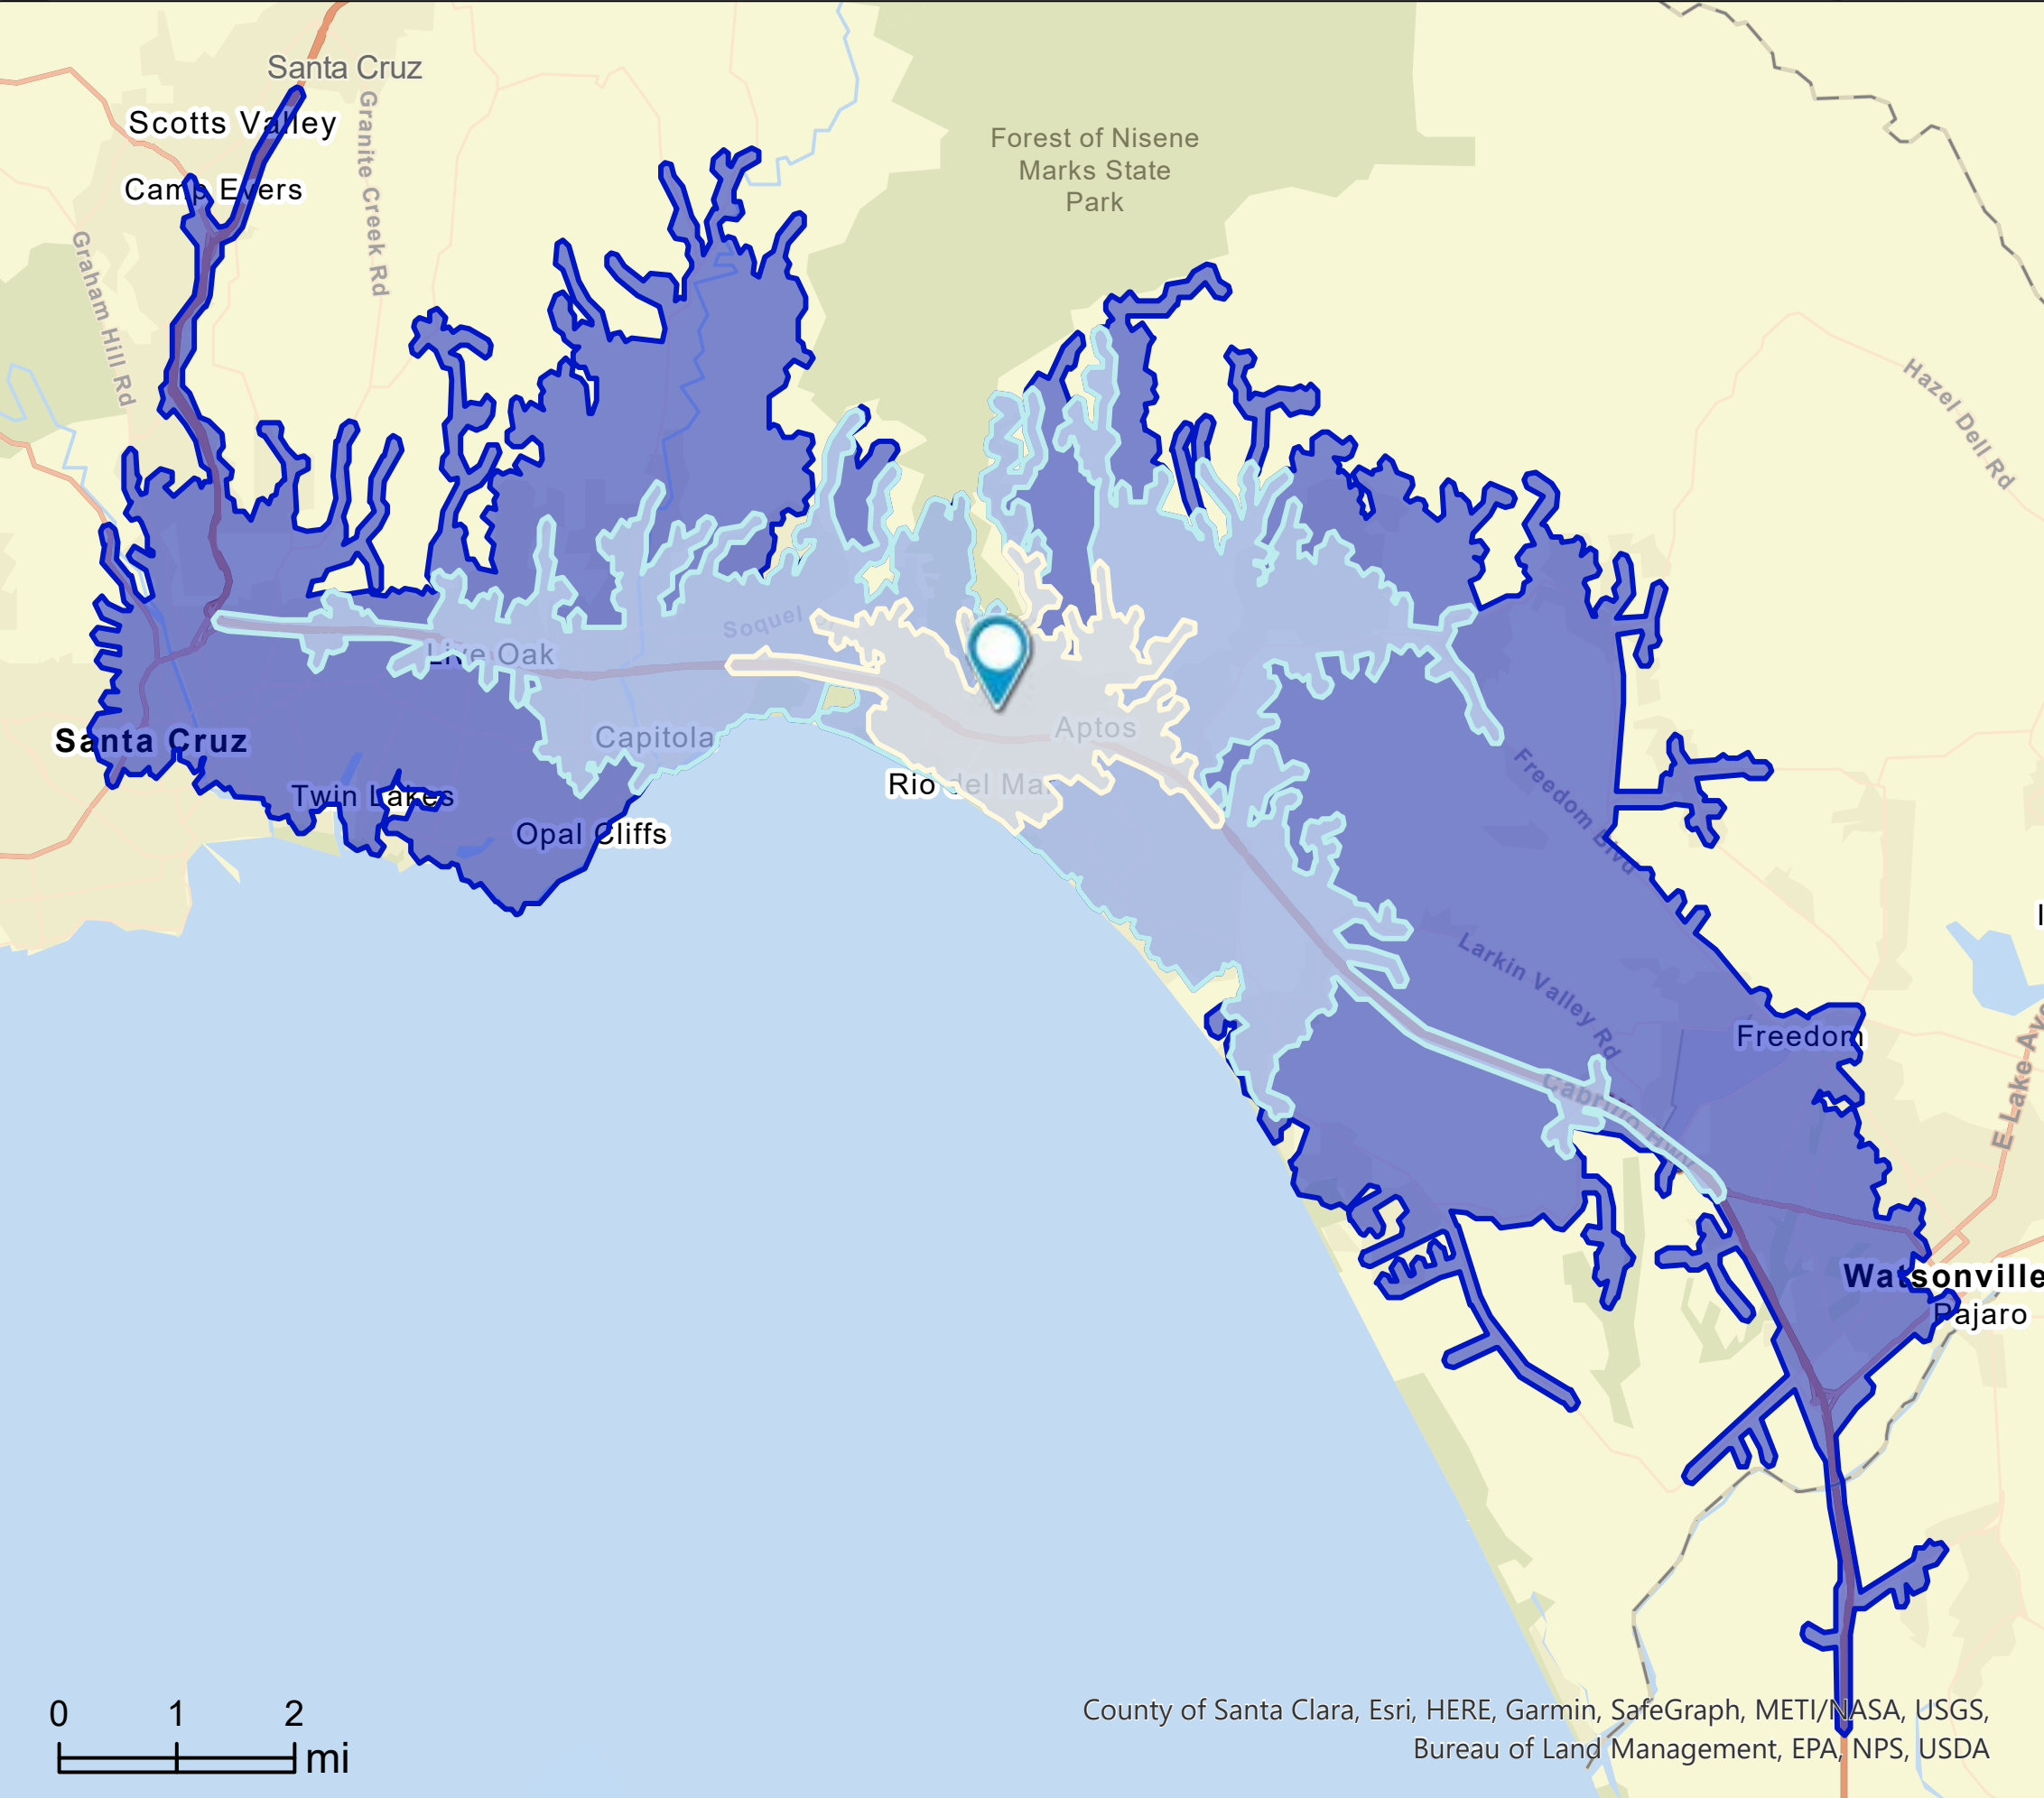 Santa Cruz
Scotts Valley
Camp Evers
Granite Creek Rd
Graham Hill Rd
Forest of Nisene
Marks State
Park
Hazel Dell Rd
Soquel
Live Oak
Capitola
Aptos
Santa Cruz
Rio del Mar
Twin Lakes
Opal Cliffs
Freedom Blvd
Larkin Valley Rd
Freedom
Cabrillo Hwy
E Lake Ave
Watsonville
Pajaro
0 1 2
mi
County of Santa Clara, Esri, HERE, Garmin, SafeGraph, METI/NASA, USGS,
Bureau of Land Management, EPA, NPS, USDA